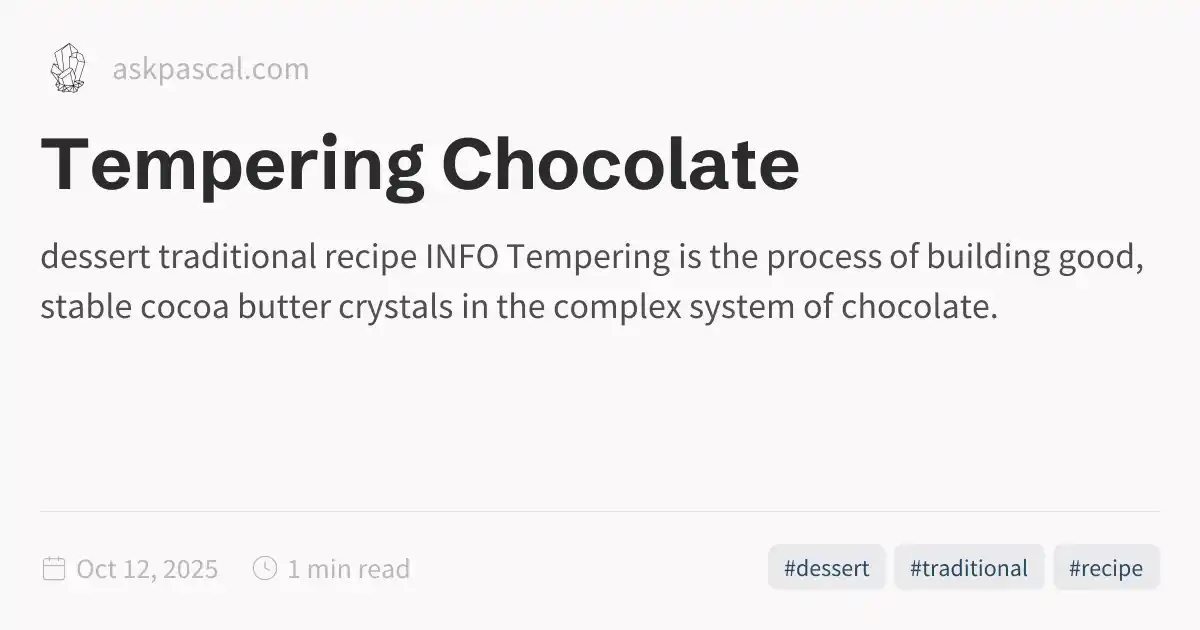 askpascal.com
Tempering Chocolate
dessert traditional recipe INFO Tempering is the process of building good,
stable cocoa butter crystals in the complex system of chocolate.
Oct 12, 2025 1 min read #dessert #traditional #recipe